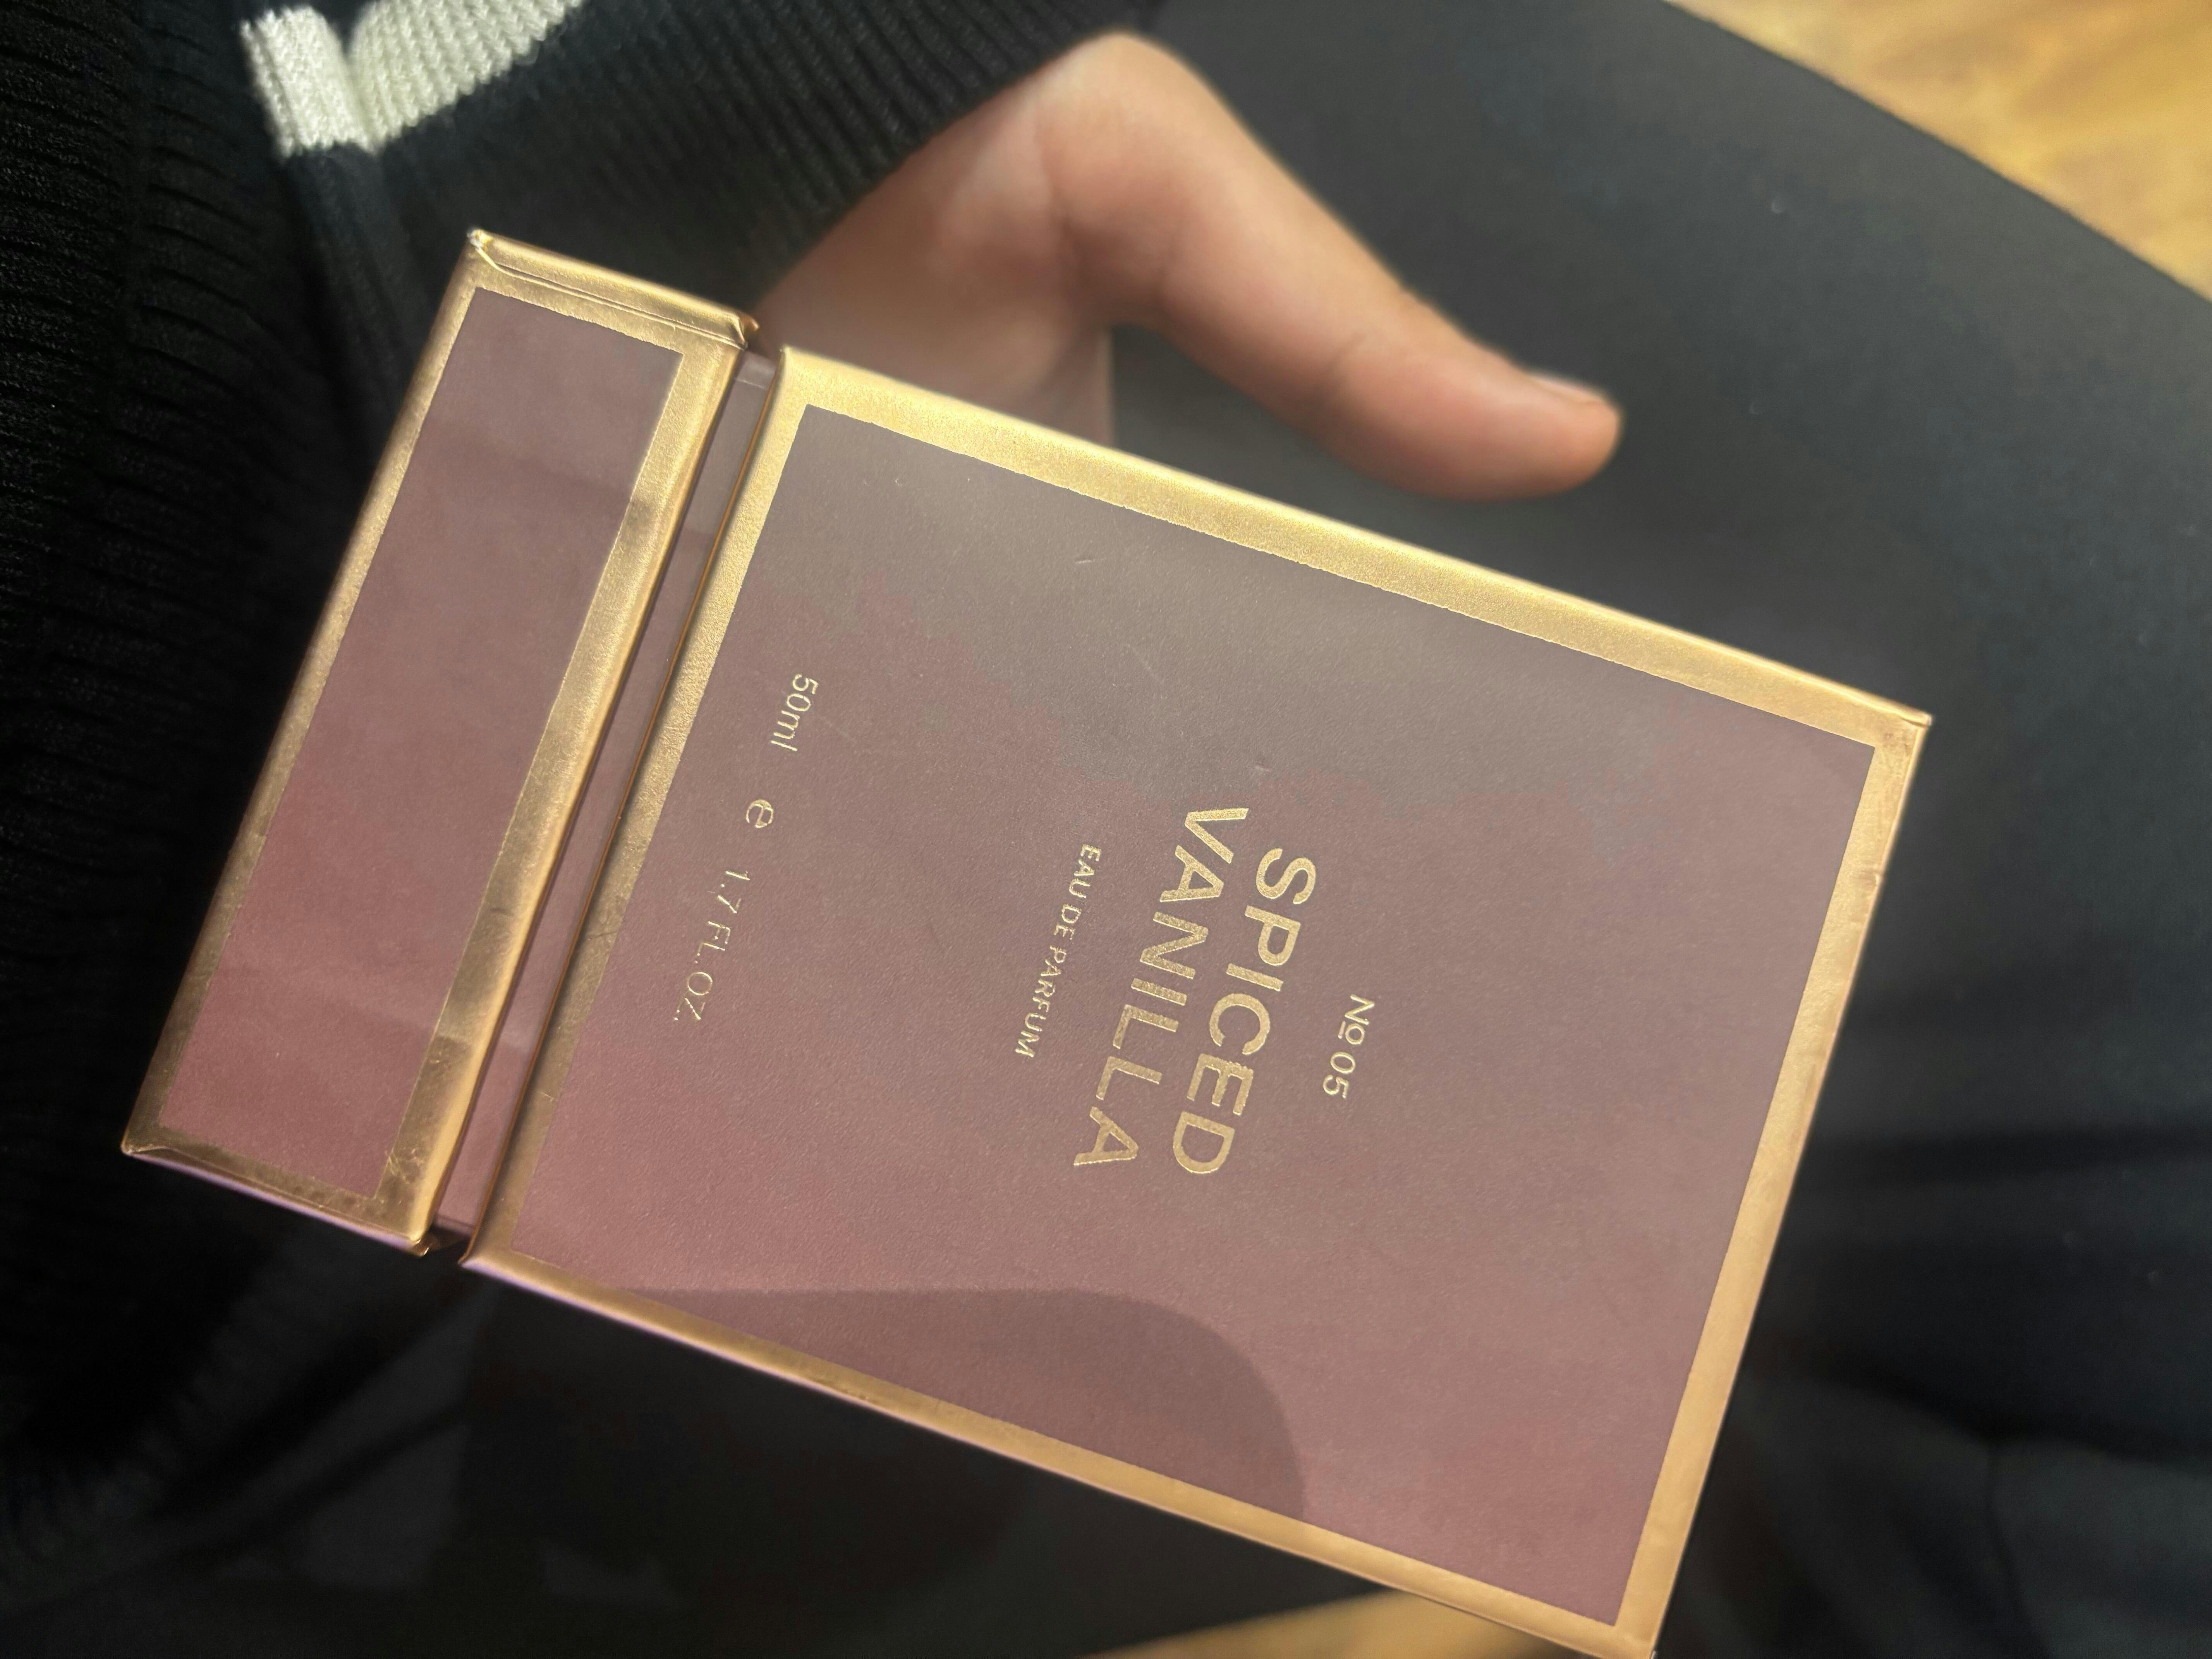 Nº 05
SPICED
VANILLA
EAU DE PARFUM
50ml e 1.7 FL.OZ.